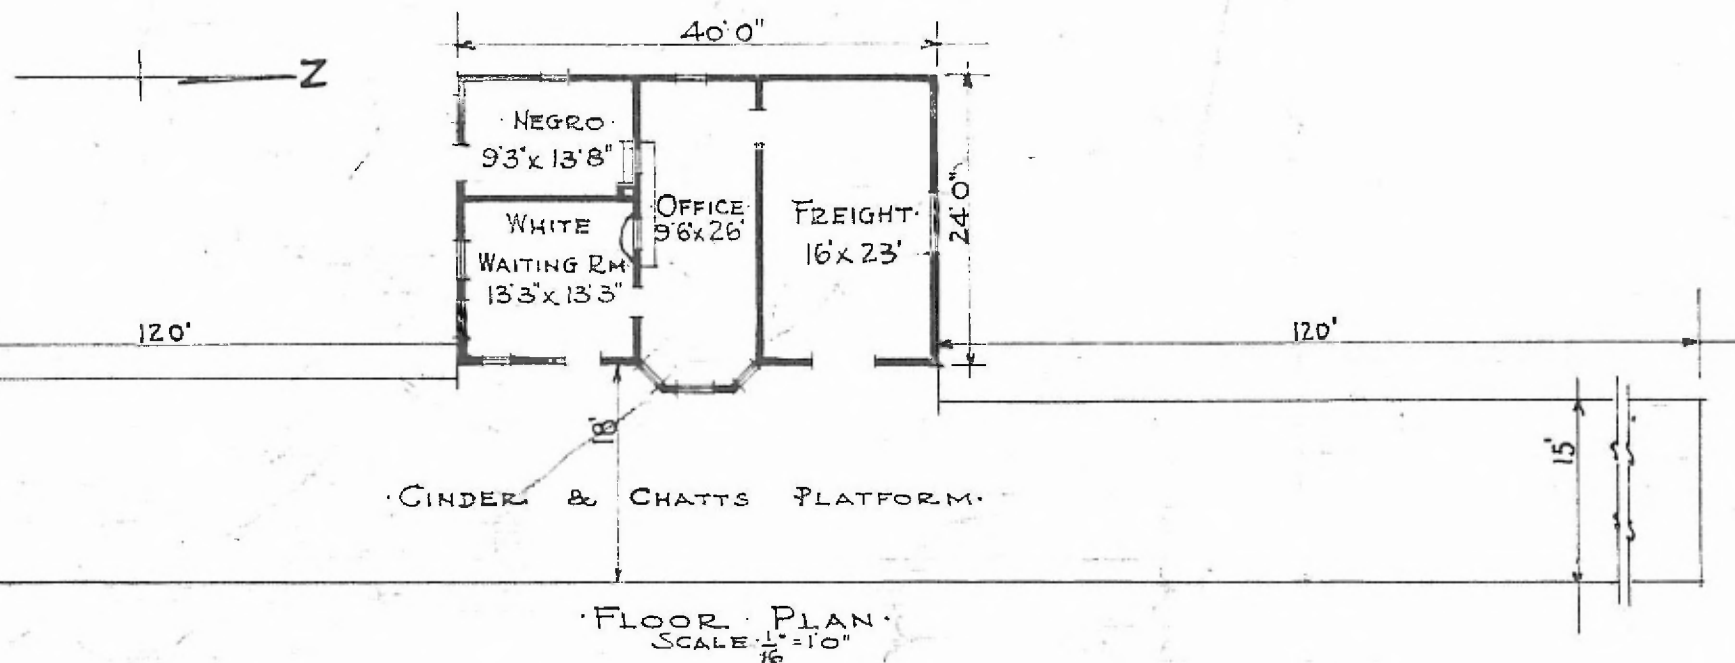 40'0"
N
· NEGRO ·
9'3" x 13'8"
WHITE
WAITING RM
13'3" x 13'3"
OFFICE
9'6" x 26'
FREIGHT ·
16' x 23'
24'0"
120'
120'
18'
15'
· CINDER & CHATTS PLATFORM ·
· FLOOR · PLAN ·
SCALE · 1/16" = 1'0"